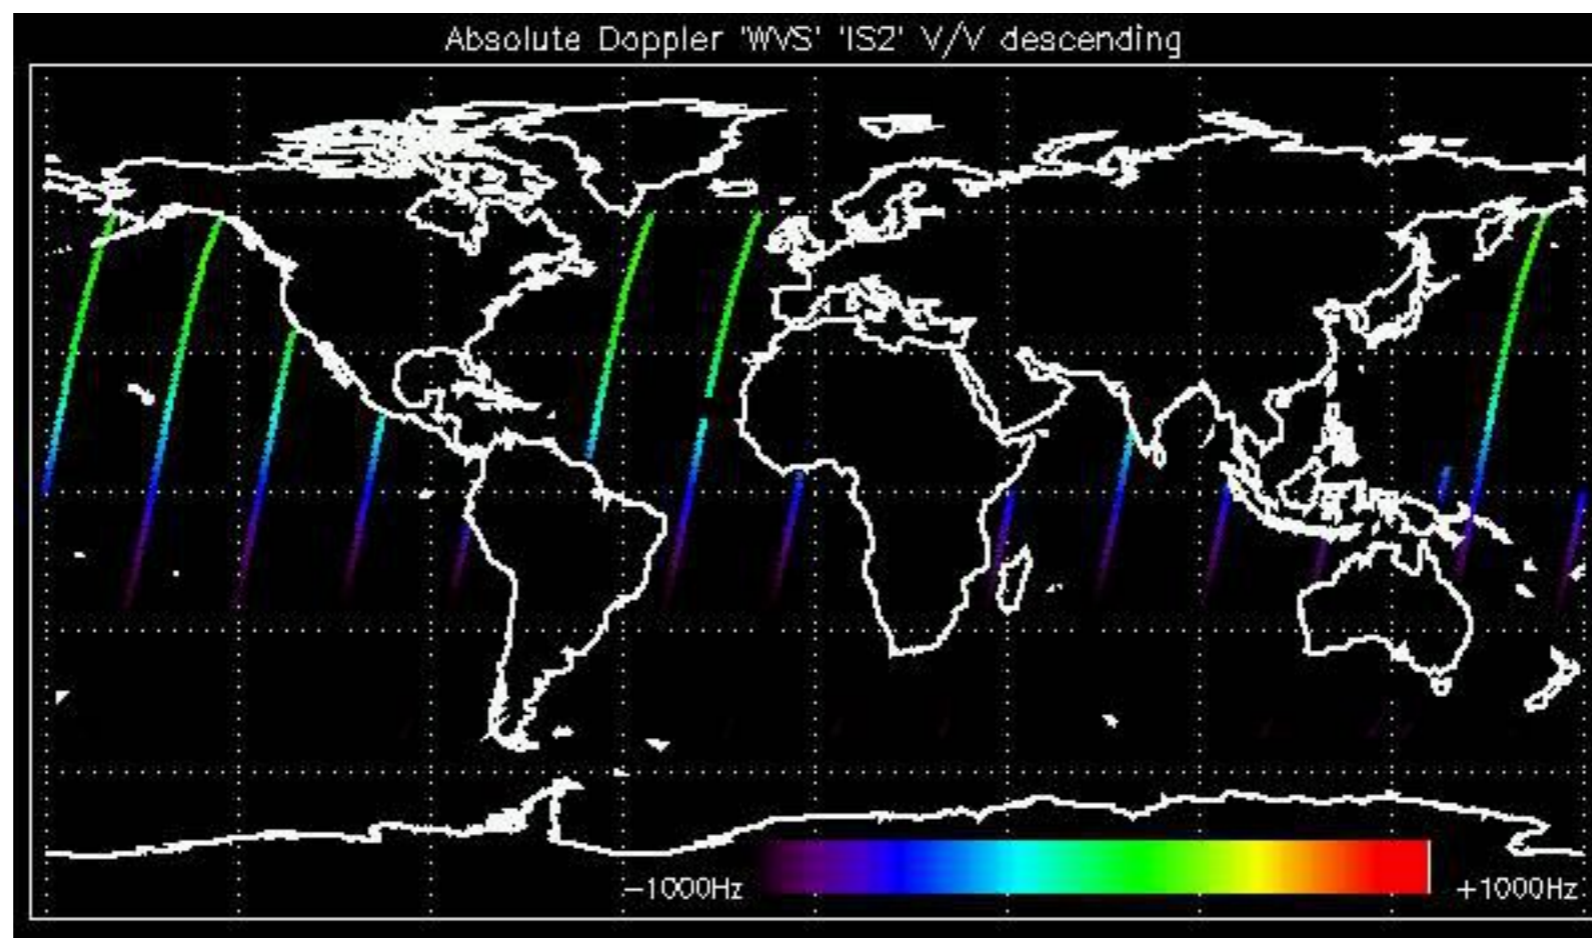 Absolute Doppler 'WVS' 'IS2' V/V descending
−1000Hz
+1000Hz